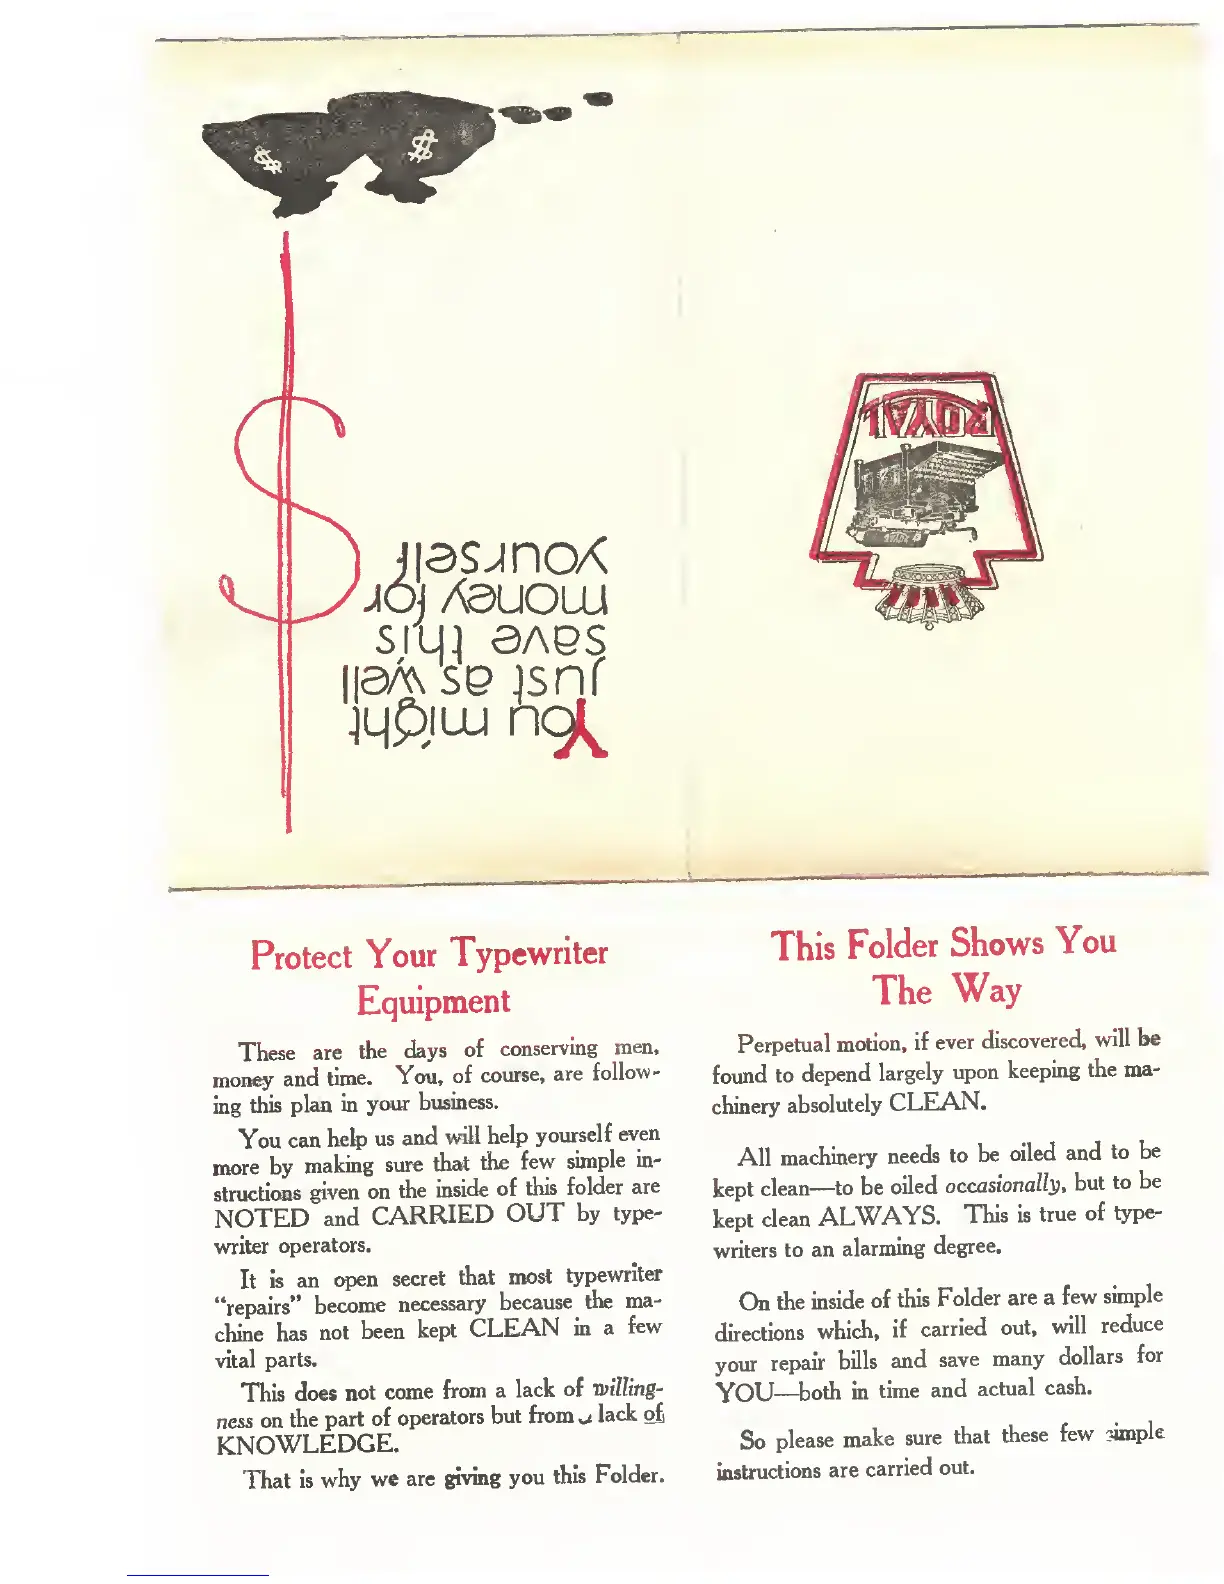 You might
just as well
save this
money for
yourself
$
$
ROYAL
Protect Your Typewriter
Equipment
These are the days of conserving men,
money and time. You, of course, are follow-
ing this plan in your business.
You can help us and will help yourself even
more by making sure that the few simple in-
structions given on the inside of this folder are
NOTED and CARRIED OUT by type-
writer operators.
It is an open secret that most typewriter
“repairs” become necessary because the ma-
chine has not been kept CLEAN in a few
vital parts.
This does not come from a lack of willing-
ness on the part of operators but from lack of
KNOWLEDGE.
That is why we are giving you this Folder.
This Folder Shows You
The Way
Perpetual motion, if ever discovered, will be
found to depend largely upon keeping the ma-
chinery absolutely CLEAN.
All machinery needs to be oiled and to be
kept clean—to be oiled occasionally, but to be
kept clean ALWAYS. This is true of type-
writers to an alarming degree.
On the inside of this Folder are a few simple
directions which, if carried out, will reduce
your repair bills and save many dollars for
YOU—both in time and actual cash.
So please make sure that these few simple
instructions are carried out.